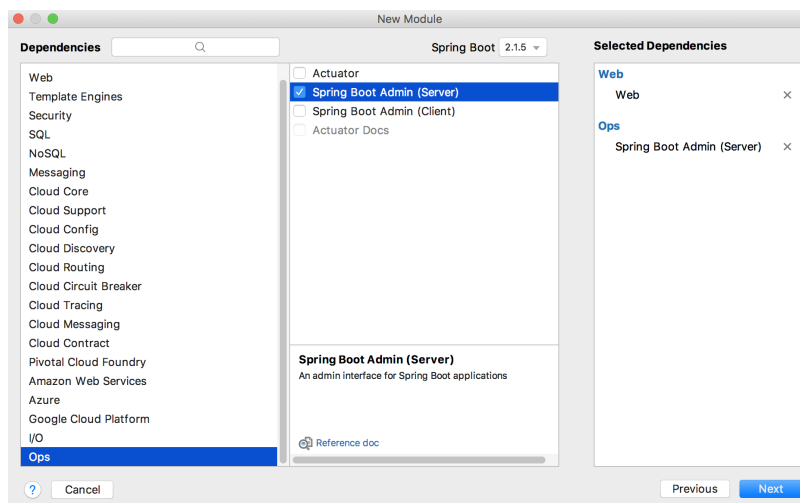 New Module
Dependencies
Spring Boot 2.1.5
Selected Dependencies
Web
Template Engines
Security
SQL
NoSQL
Messaging
Cloud Core
Cloud Support
Cloud Config
Cloud Discovery
Cloud Routing
Cloud Circuit Breaker
Cloud Tracing
Cloud Messaging
Cloud Contract
Pivotal Cloud Foundry
Amazon Web Services
Azure
Google Cloud Platform
I/O
Ops
Actuator
Spring Boot Admin (Server)
Spring Boot Admin (Client)
Actuator Docs
Spring Boot Admin (Server)
An admin interface for Spring Boot applications
Reference doc
Web
Web
Ops
Spring Boot Admin (Server)
? Cancel
Previous Next